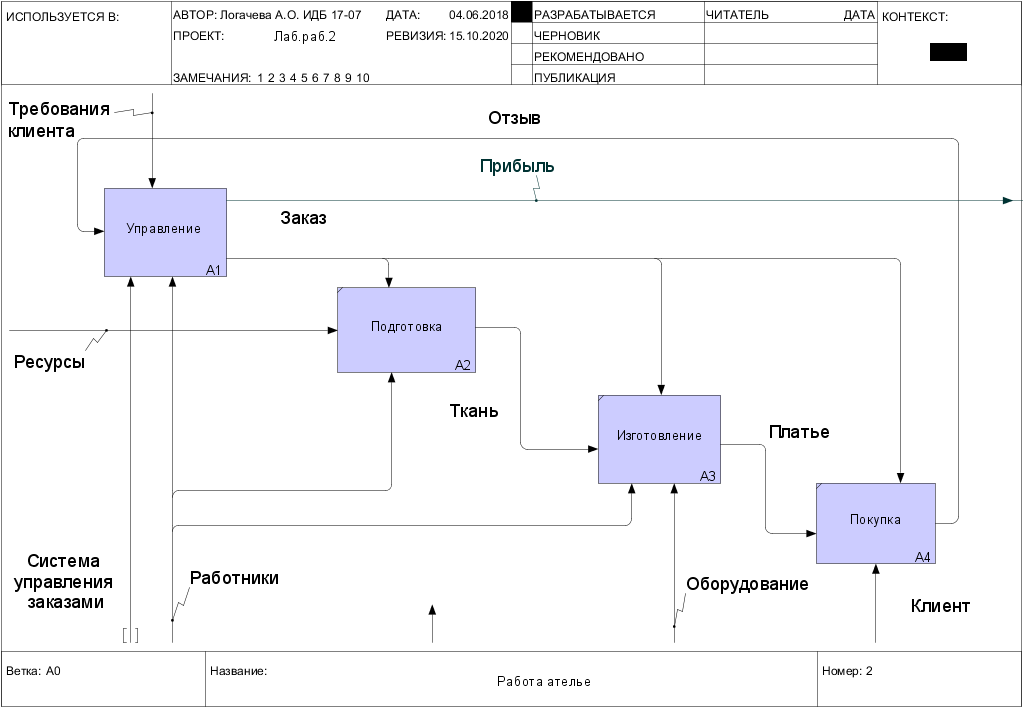 ИСПОЛЬЗУЕТСЯ В:
АВТОР: Логачева А.О. ИДБ 17-07
ДАТА: 04.06.2018
ПРОЕКТ: Лаб.раб.2
РЕВИЗИЯ: 15.10.2020
ЗАМЕЧАНИЯ: 1 2 3 4 5 6 7 8 9 10
РАЗРАБАТЫВАЕТСЯ
ЧЕРНОВИК
РЕКОМЕНДОВАНО
ПУБЛИКАЦИЯ
ЧИТАТЕЛЬ ДАТА
КОНТЕКСТ:
Требования
клиента
Отзыв
Прибыль
Управление
A1
Заказ
Подготовка
A2
Ресурсы
Ткань
Изготовление
A3
Платье
Покупка
A4
Система
управления
заказами
Работники
Оборудование
Клиент
Ветка: A0
Название:
Работа ателье
Номер: 2